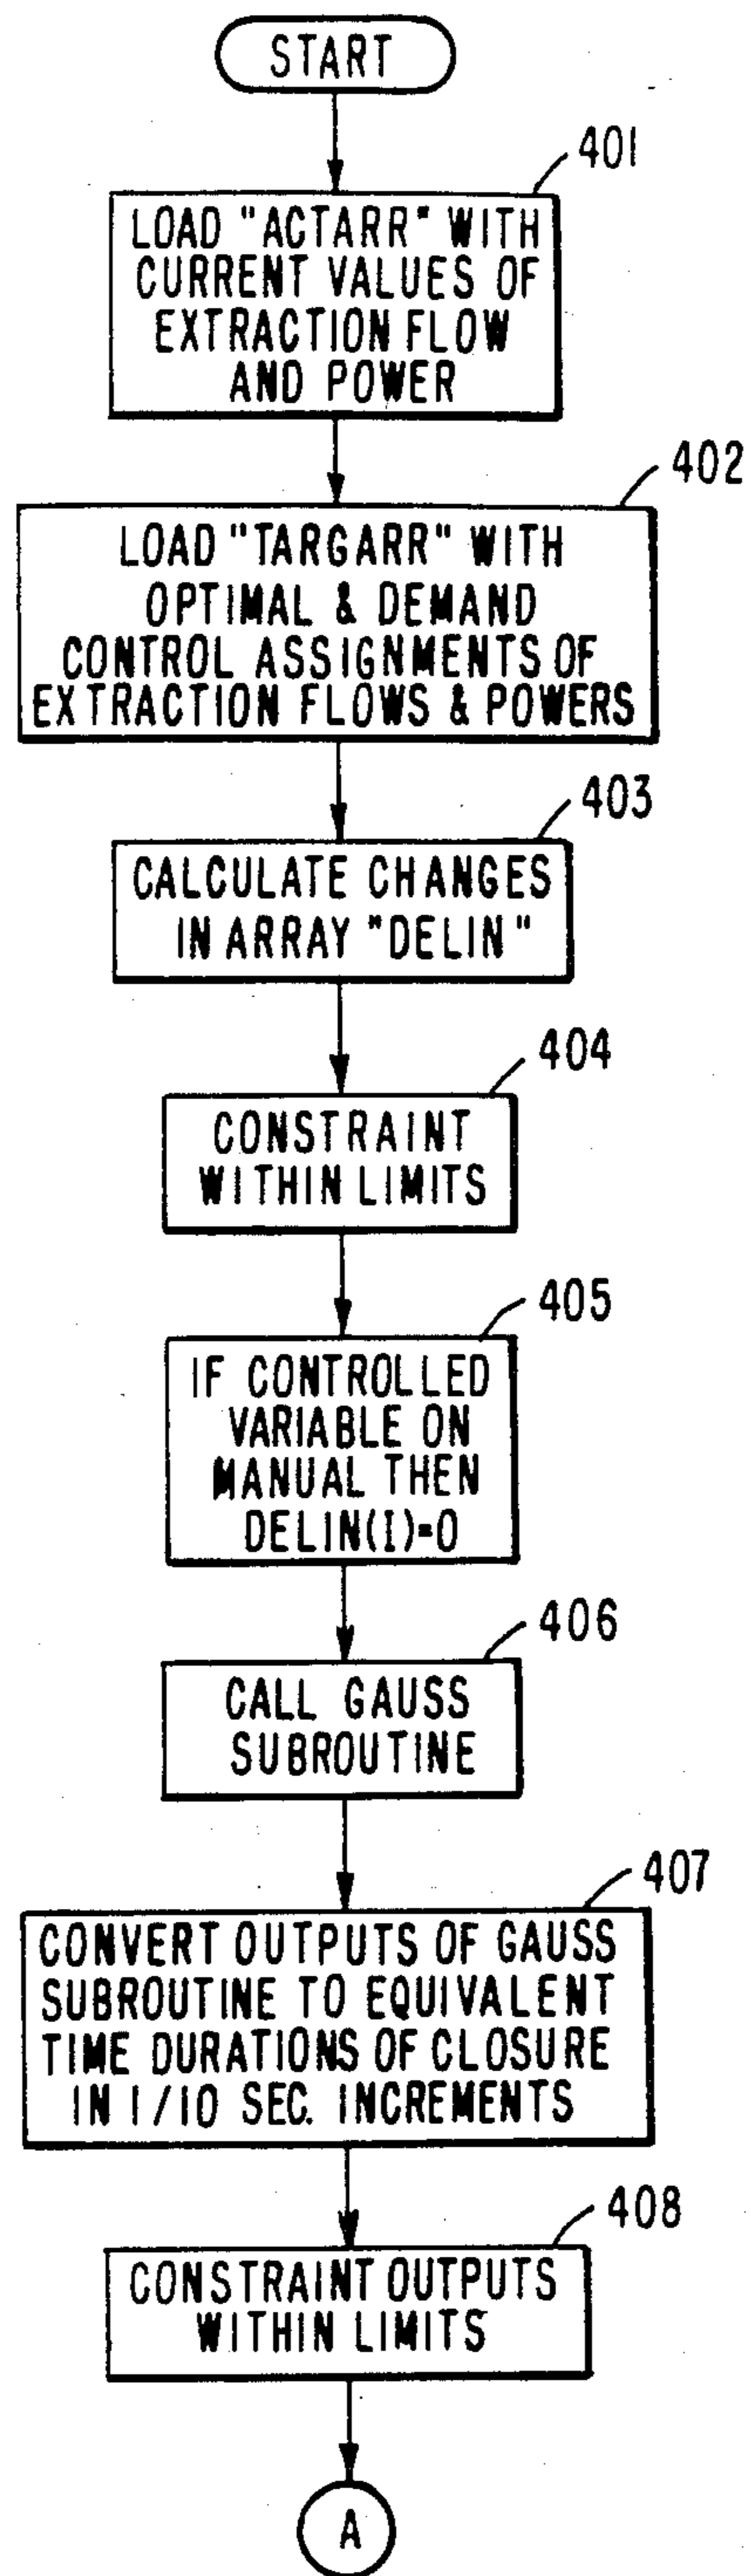 START
401
LOAD "ACTARR" WITH
CURRENT VALUES OF
EXTRACTION FLOW
AND POWER
402
LOAD "TARGARR" WITH
OPTIMAL & DEMAND
CONTROL ASSIGNMENTS OF
EXTRACTION FLOWS & POWERS
403
CALCULATE CHANGES
IN ARRAY "DELIN"
404
CONSTRAINT
WITHIN LIMITS
405
IF CONTROLLED
VARIABLE ON
MANUAL THEN
DELIN(I)=0
406
CALL GAUSS
SUBROUTINE
407
CONVERT OUTPUTS OF GAUSS
SUBROUTINE TO EQUIVALENT
TIME DURATIONS OF CLOSURE
IN 1/10 SEC. INCREMENTS
408
CONSTRAINT OUTPUTS
WITHIN LIMITS
A